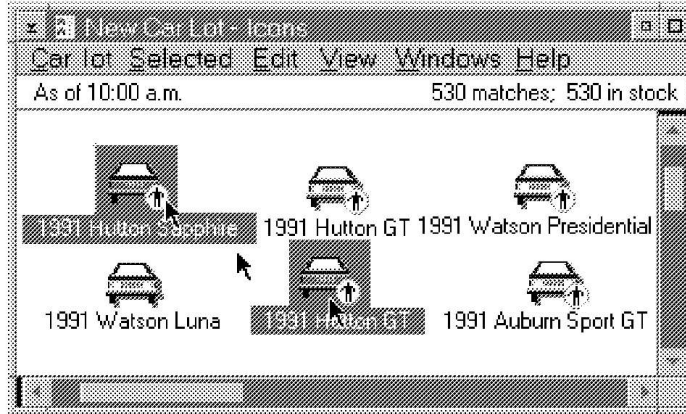 New Car Lot - Icons
Car lot Selected Edit View Windows Help
As of 10:00 a.m. 530 matches; 530 in stock
1991 Hutton Sapphire 1991 Hutton GT 1991 Watson Presidential
1991 Watson Luna 1991 Hutton GT 1991 Auburn Sport GT